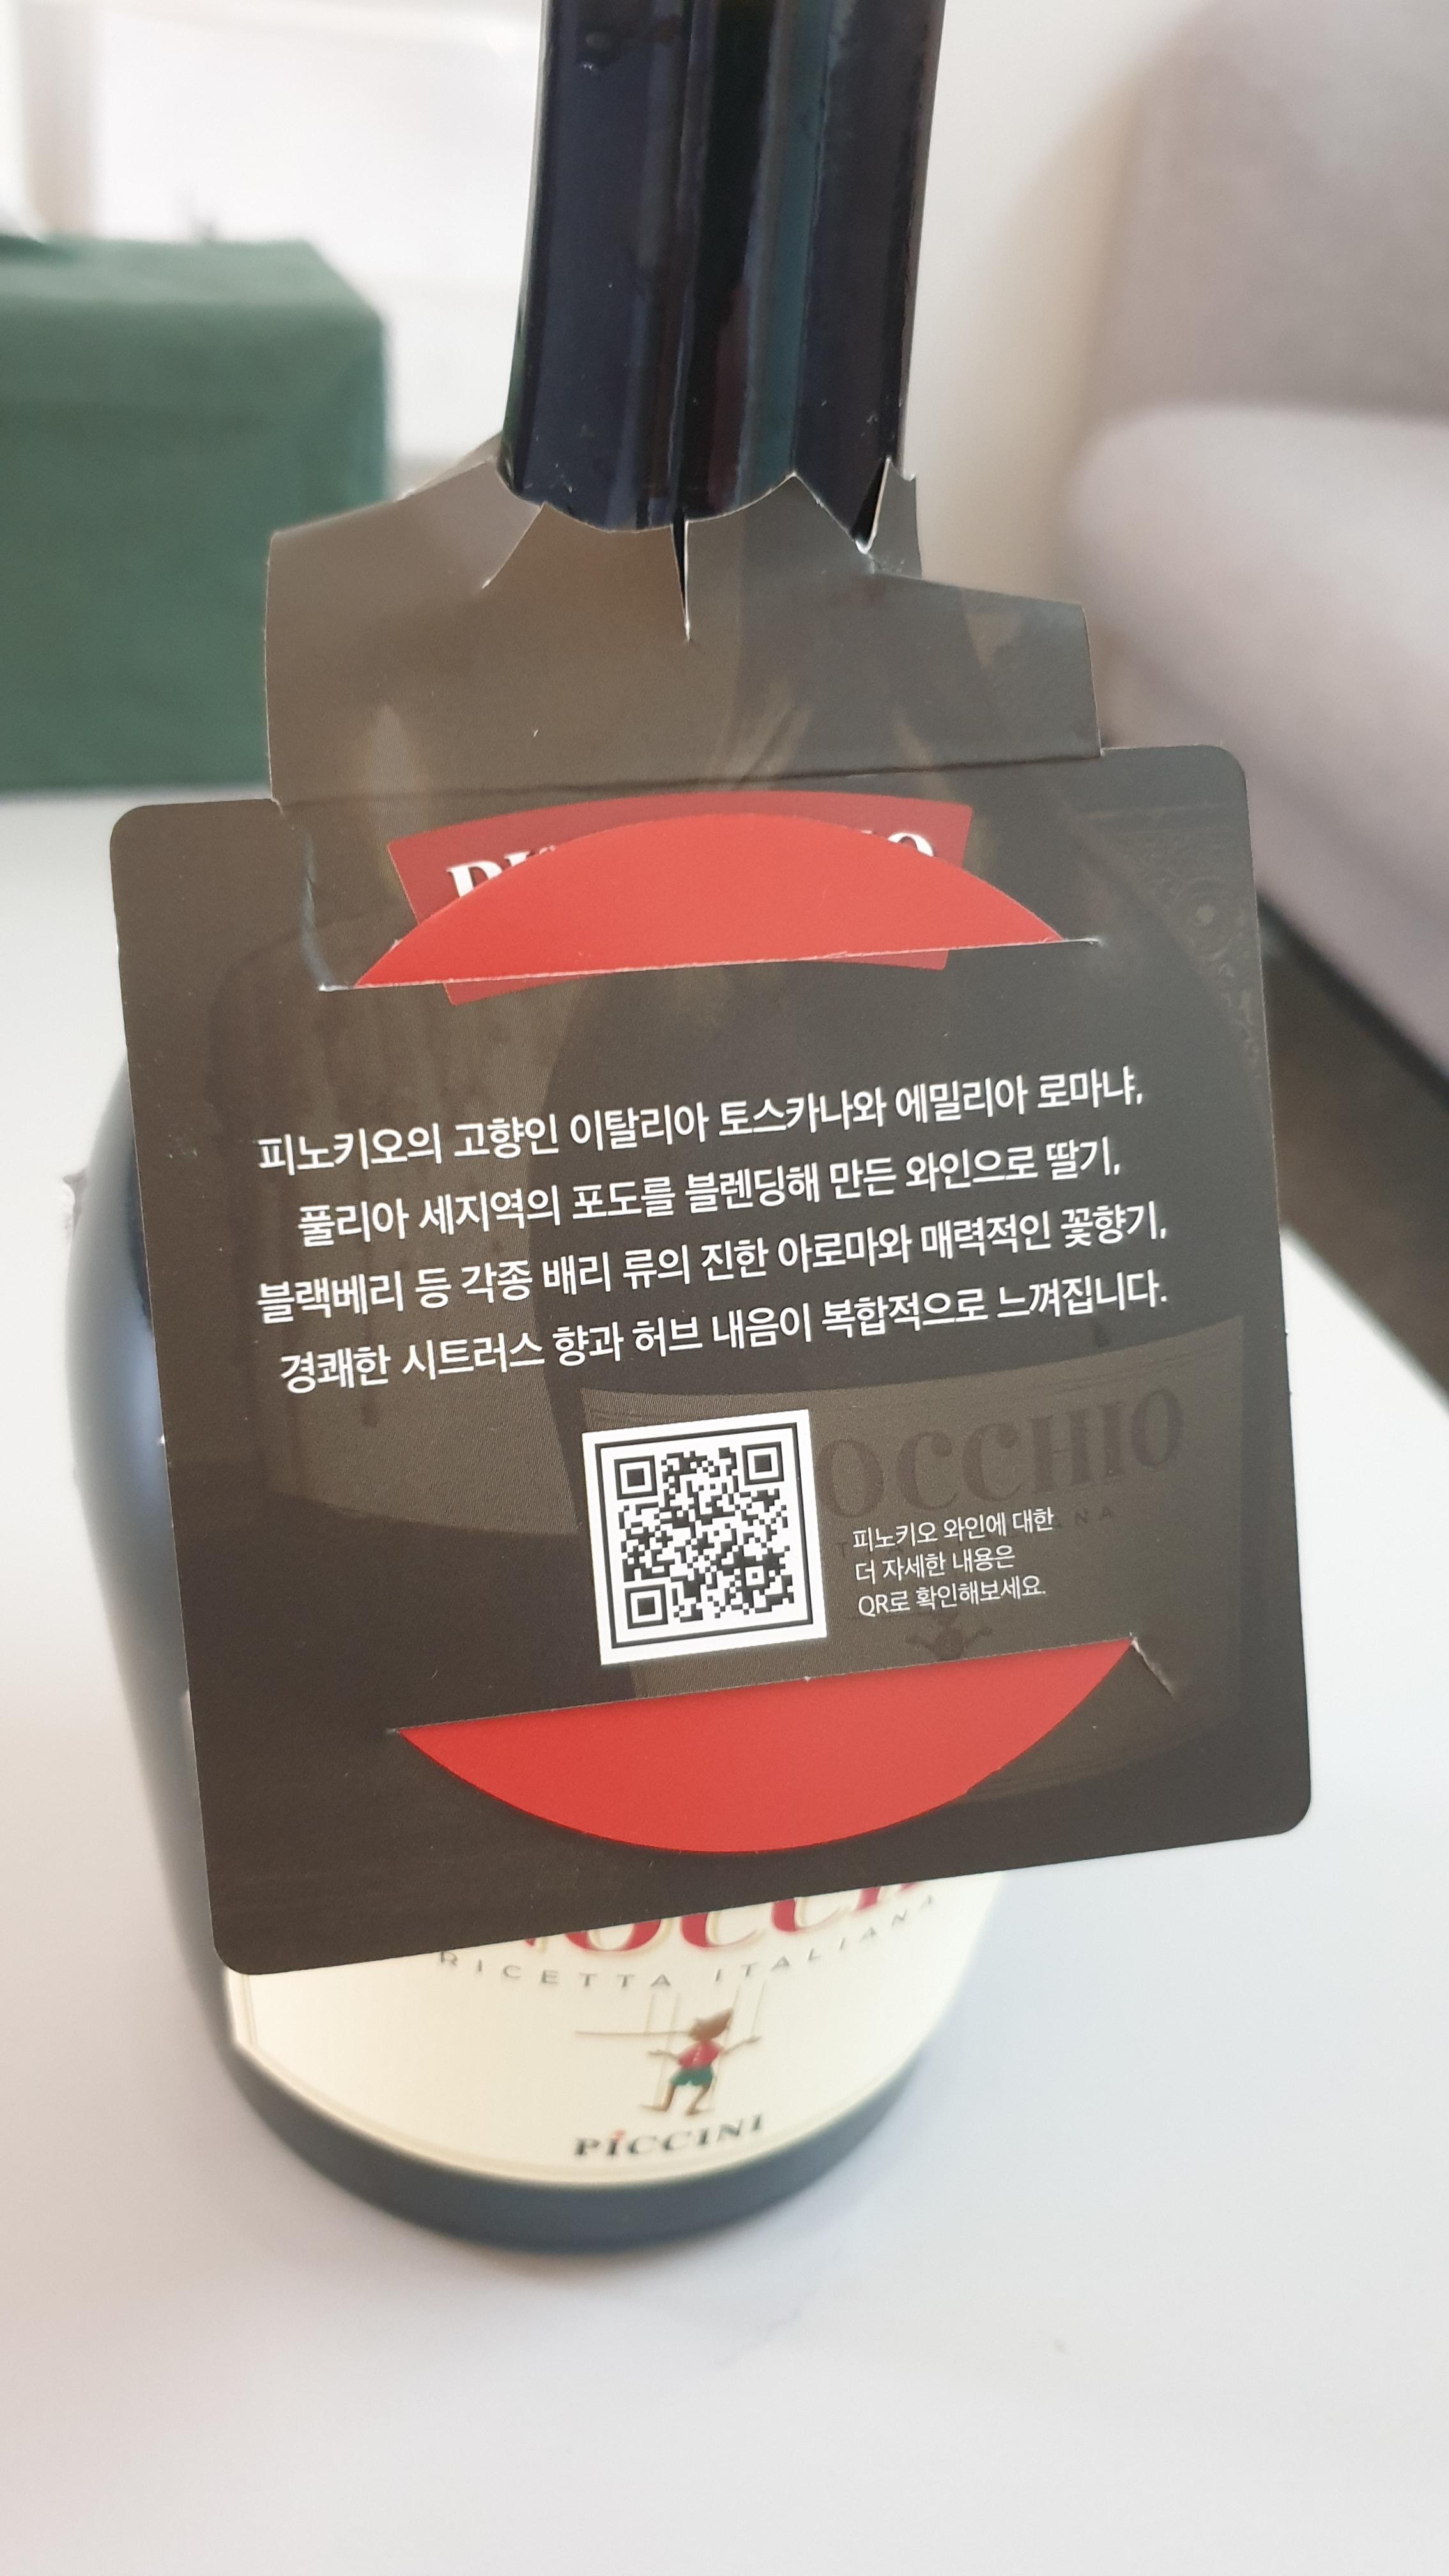 피노키오의 고향인 이탈리아 토스카나와 에밀리아 로마냐,
풀리아 세지역의 포도를 블렌딩해 만든 와인으로 딸기,
블랙베리 등 각종 배리 류의 진한 아로마와 매력적인 꽃향기,
경쾌한 시트러스 향과 허브 내음이 복합적으로 느껴집니다.
OCCHIO
피노키오 와인에 대한
더 자세한 내용은
QR로 확인해보세요.
RICETTA ITALIANA
PICCINI